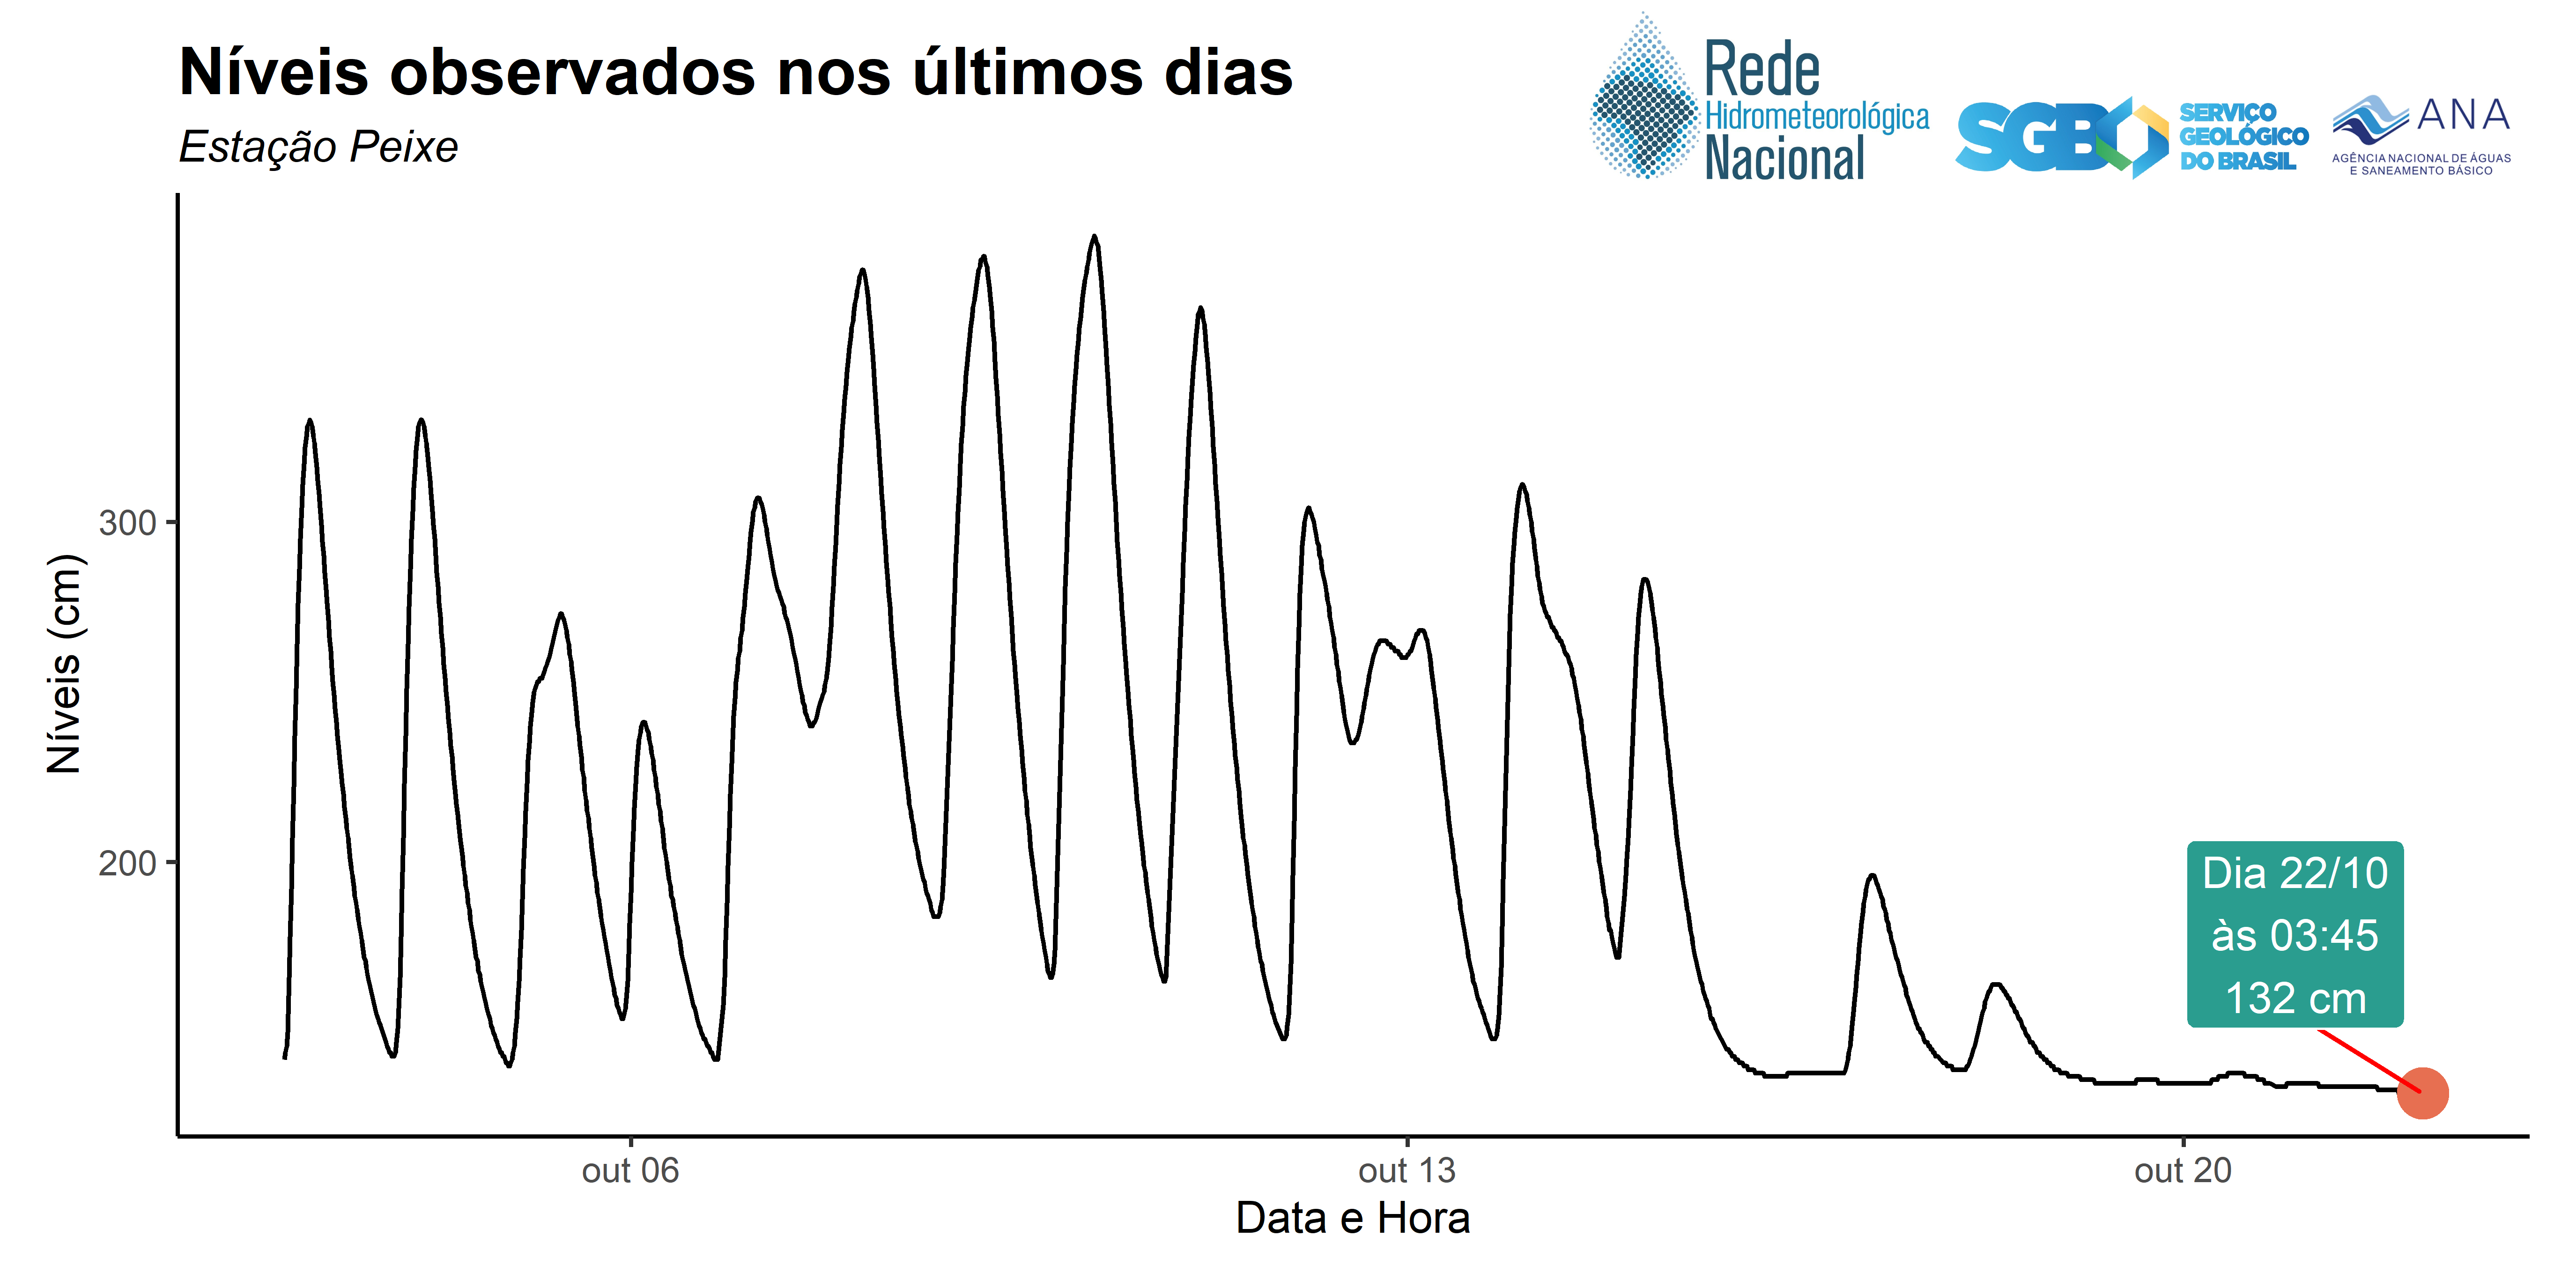 Níveis observados nos últimos dias
Estação Peixe
Rede
Hidrometeorológica
Nacional
SGB
SERVIÇO
GEOLÓGICO
DO BRASIL
ANA
AGÊNCIA NACIONAL DE ÁGUAS
E SANEAMENTO BÁSICO
Níveis (cm)
300
200
Dia 22/10
às 03:45
132 cm
out 06
out 13
out 20
Data e Hora